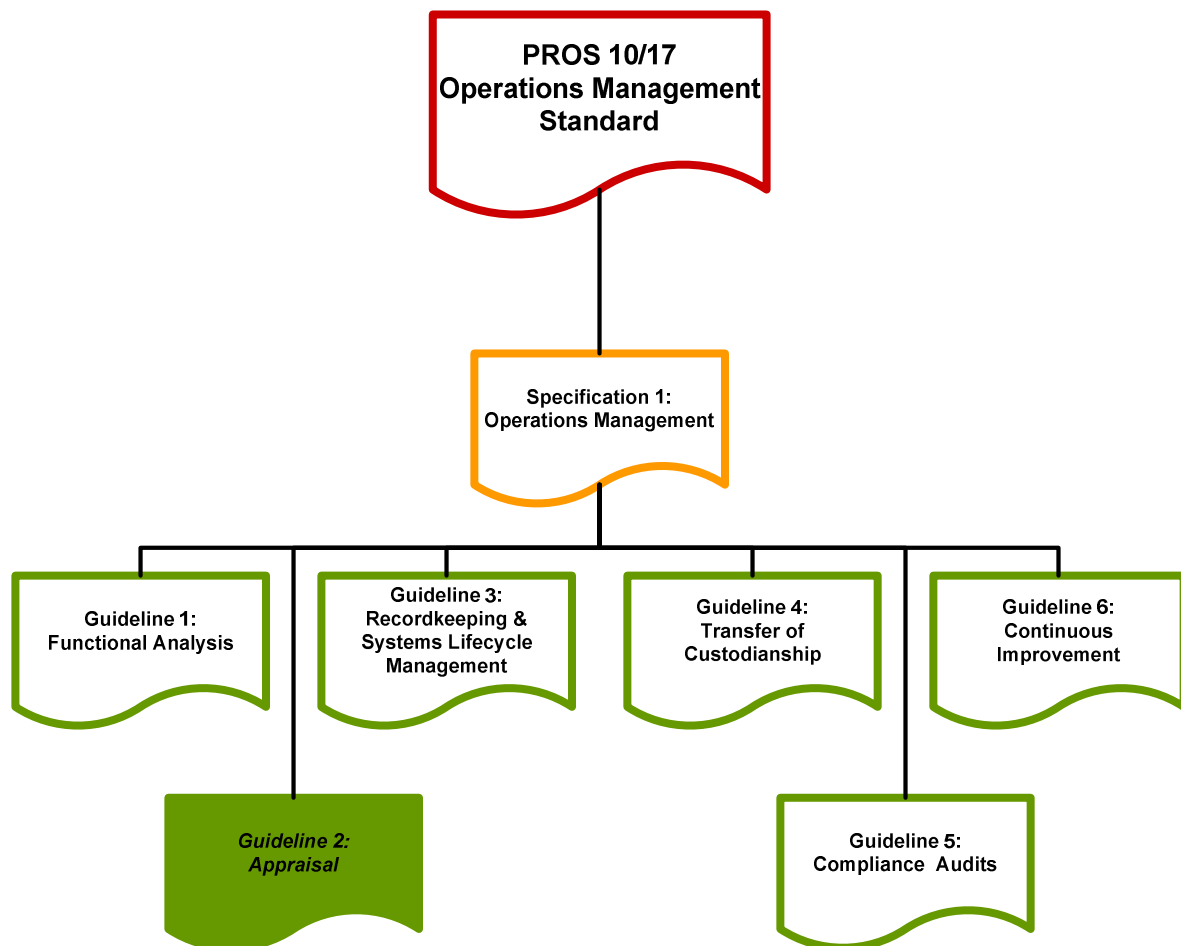 PROS 10/17
Operations Management
Standard
Specification 1:
Operations Management
Guideline 1:
Functional Analysis
Guideline 3:
Recordkeeping &
Systems Lifecycle
Management
Guideline 4:
Transfer of
Custodianship
Guideline 6:
Continuous
Improvement
Guideline 2:
Appraisal
Guideline 5:
Compliance Audits